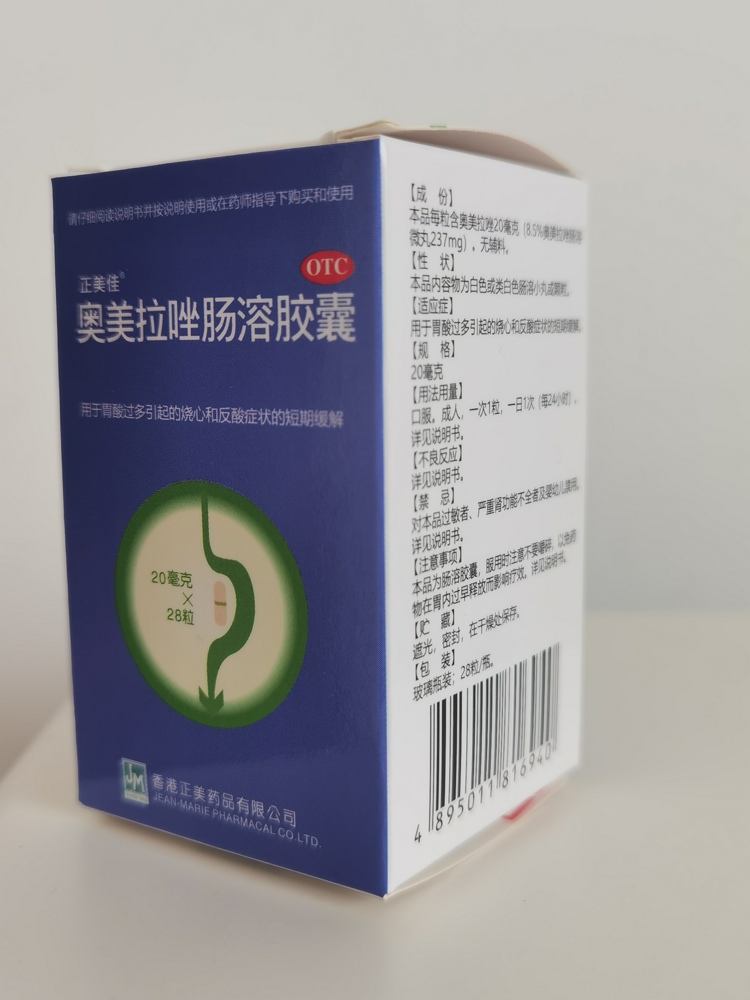 请仔细阅读说明书并按说明使用或在药师指导下购买和使用
OTC
正美佳®
奥美拉唑肠溶胶囊
用于胃酸过多引起的烧心和反酸症状的短期缓解
20毫克
×
28粒
JM
香港正美药品有限公司
JEAN-MARIE PHARMACAL CO.LTD.
【成 份】
本品每粒含奥美拉唑20毫克（8.5%奥美拉唑肠溶
微丸237mg）。无辅料。
【性 状】
本品内容物为白色或类白色肠溶小丸或颗粒。
【适应症】
用于胃酸过多引起的烧心和反酸症状的短期缓解。
【规 格】
20毫克
【用法用量】
口服。成人，一次1粒，一日1次（每24小时）。
详见说明书。
【不良反应】
详见说明书。
【禁 忌】
对本品过敏者、严重肾功能不全者及婴幼儿禁用。
详见说明书。
【注意事项】
本品为肠溶胶囊，服用时注意不要嚼碎，以免药
物在胃内过早释放而影响疗效。详见说明书。
【贮 藏】
遮光，密封，在干燥处保存。
【包 装】
玻璃瓶装；28粒/瓶。
4 895011 816940